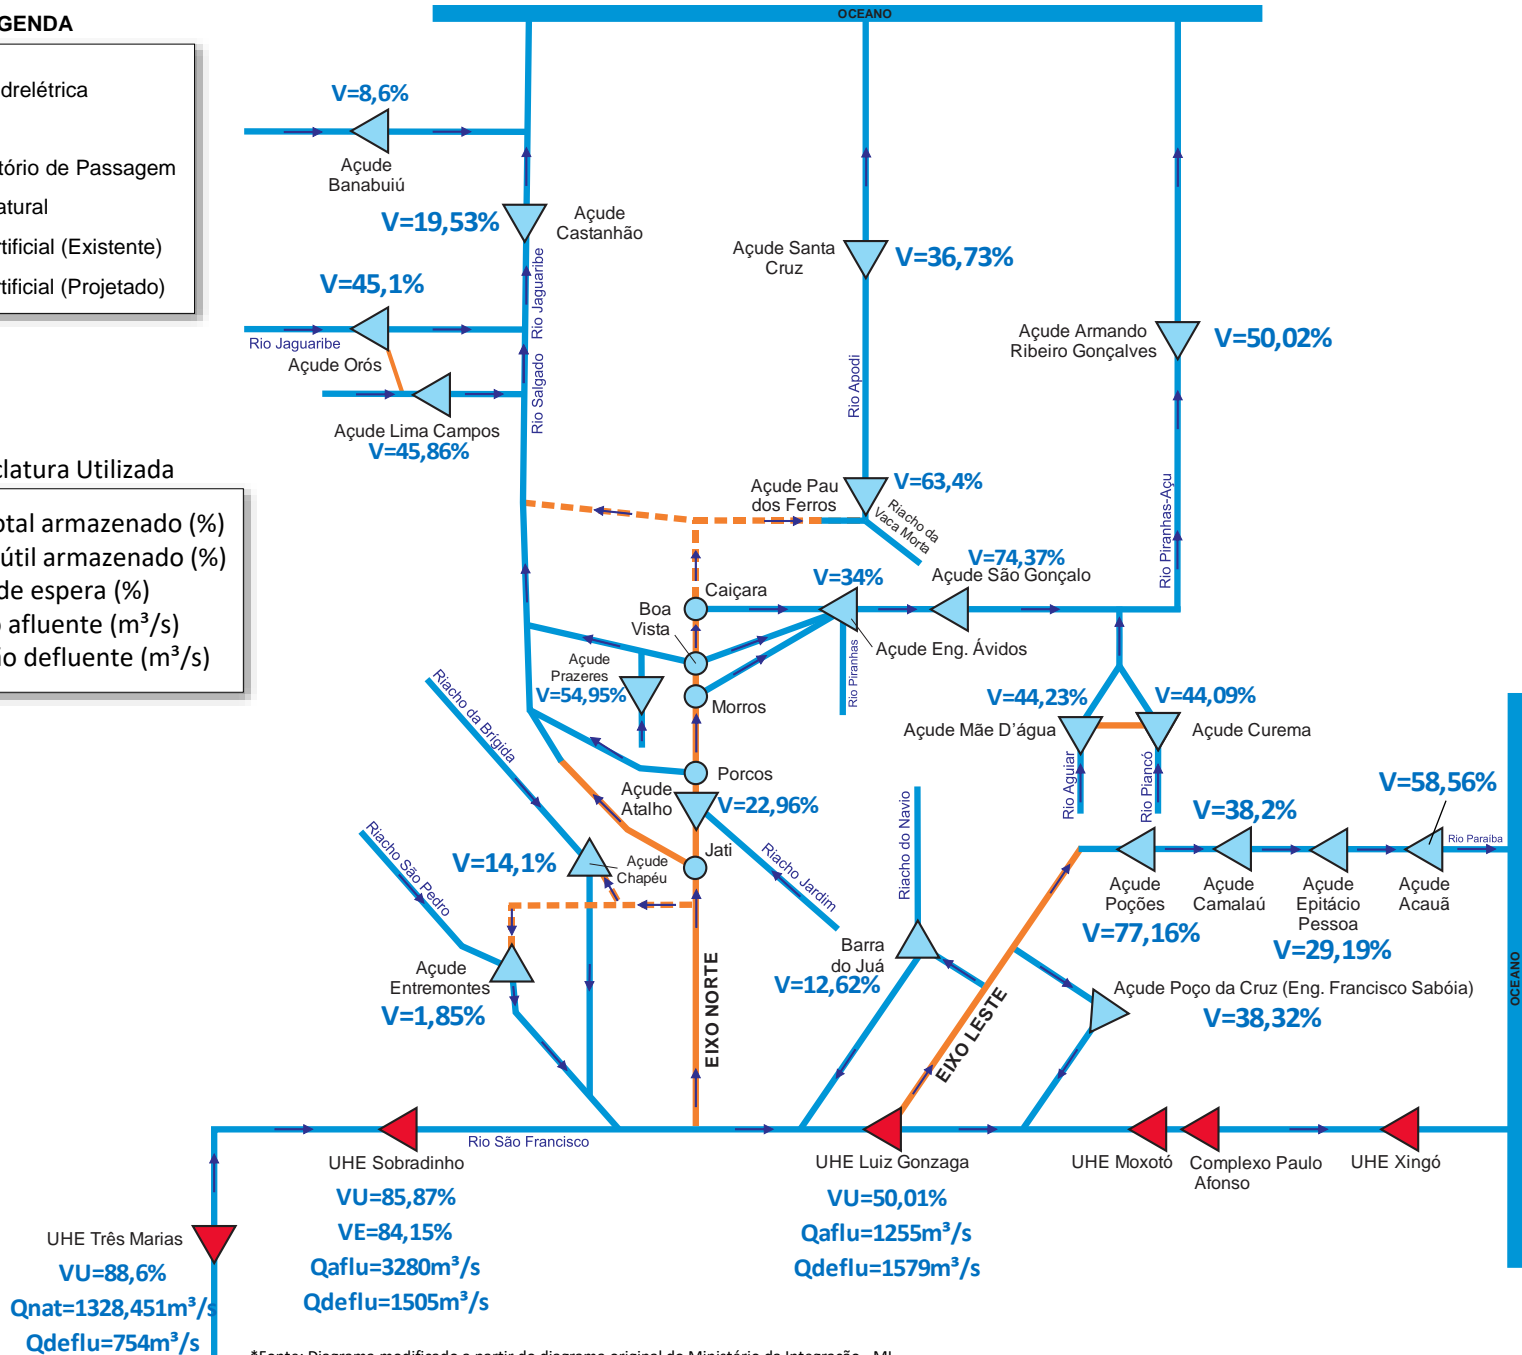 OCEANO
GENDA
drelétrica
tório de Passagem
atural
rtificial (Existente)
rtificial (Projetado)
V=8,6%
Açude
Banabuiú
V=19,53%
Açude
Castanhão
Rio Jaguaribe
Açude Santa
Cruz
V=36,73%
V=45,1%
Rio Jaguaribe
Açude Orós
Açude Armando
Ribeiro Gonçalves
V=50,02%
Rio Salgado
Rio Apodi
Açude Lima Campos
V=45,86%
clatura Utilizada
otal armazenado (%)
útil armazenado (%)
de espera (%)
o afluente (m³/s)
ão defluente (m³/s)
Açude Pau
dos Ferros
V=63,4%
Riacho da
Vaca Morta
Rio Piranhas-Açu
V=74,37%
Açude São Gonçalo
V=34%
Caiçara
Boa
Vista
Açude Eng. Ávidos
Rio Piranhas
Açude
Prazeres
V=54,95%
Morros
Riacho da Brígida
V=44,23%
V=44,09%
Açude Mãe D'água
Açude Curema
Rio Aguiar
Rio Piancó
Porcos
Açude
Atalho
V=22,96%
V=58,56%
V=38,2%
Rio Paraíba
Riacho do Navio
Riacho São Pedro
Jati
V=14,1%
Açude
Chapéu
Riacho Jardim
Açude
Poções
V=77,16%
Açude
Camalaú
Açude
Epitácio
Pessoa
V=29,19%
Açude
Acauã
Barra
do Juá
V=12,62%
Açude
Entremontes
V=1,85%
EIXO NORTE
EIXO LESTE
Açude Poço da Cruz (Eng. Francisco Sabóia)
V=38,32%
OCEANO
Rio São Francisco
UHE Sobradinho
VU=85,87%
VE=84,15%
Qaflu=3280m³/s
Qdeflu=1505m³/s
UHE Luiz Gonzaga
VU=50,01%
Qaflu=1255m³/s
Qdeflu=1579m³/s
UHE Moxotó
Complexo Paulo
Afonso
UHE Xingó
UHE Três Marias
VU=88,6%
Qnat=1328,451m³/s
Qdeflu=754m³/s